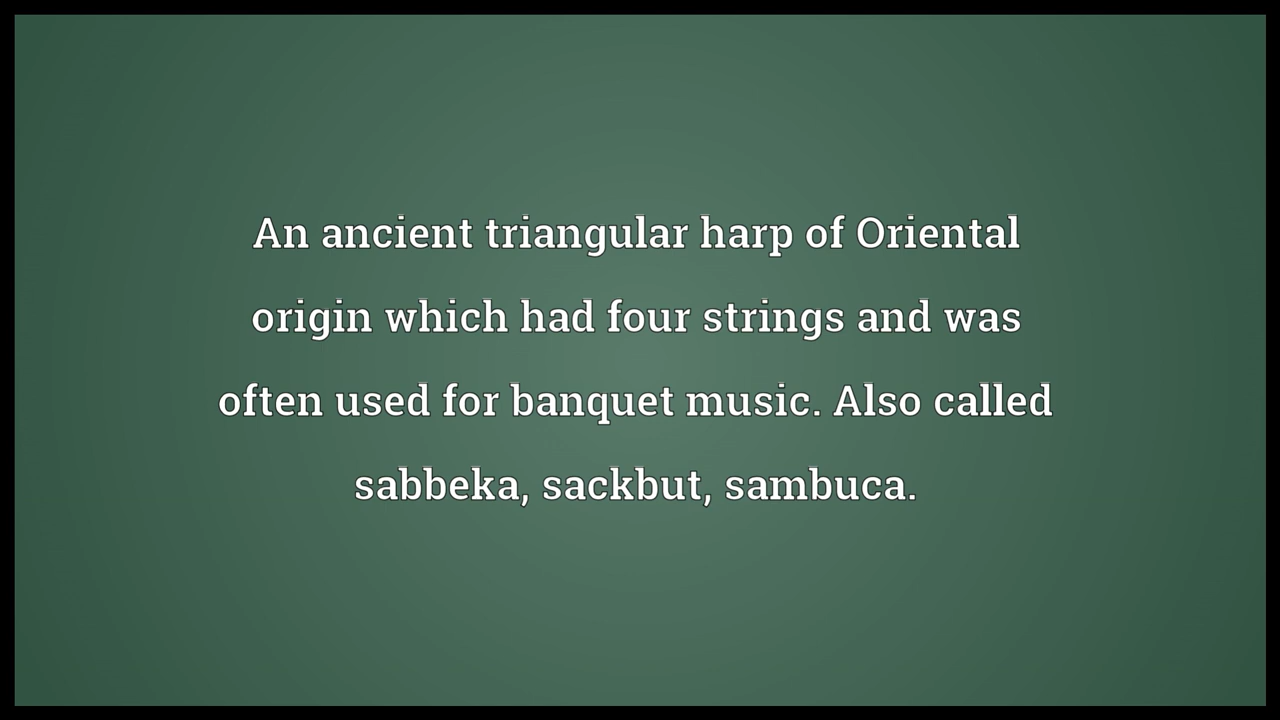 An ancient triangular harp of Oriental
origin which had four strings and was
often used for banquet music. Also called
sabbeka, sackbut, sambuca.